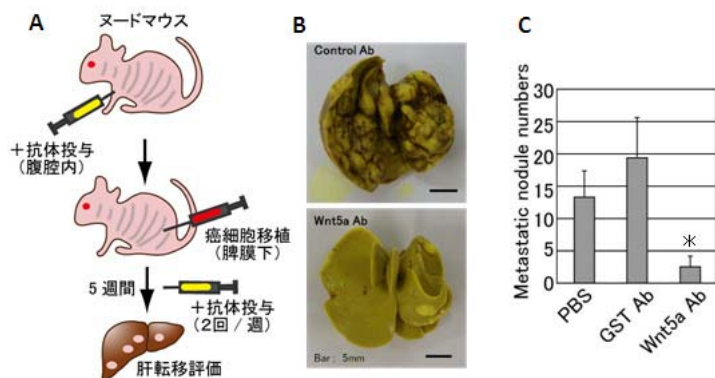 A
ヌードマウス
+抗体投与
(腹腔内)
癌細胞移植
(脾膜下)
5週間
+抗体投与
(2回 / 週)
肝転移評価
B
Control Ab
Wnt5a Ab
Bar : 5mm
C
Metastatic nodule numbers
30
25
20
15
10
5
0
*
PBS
GST Ab
Wnt5a Ab